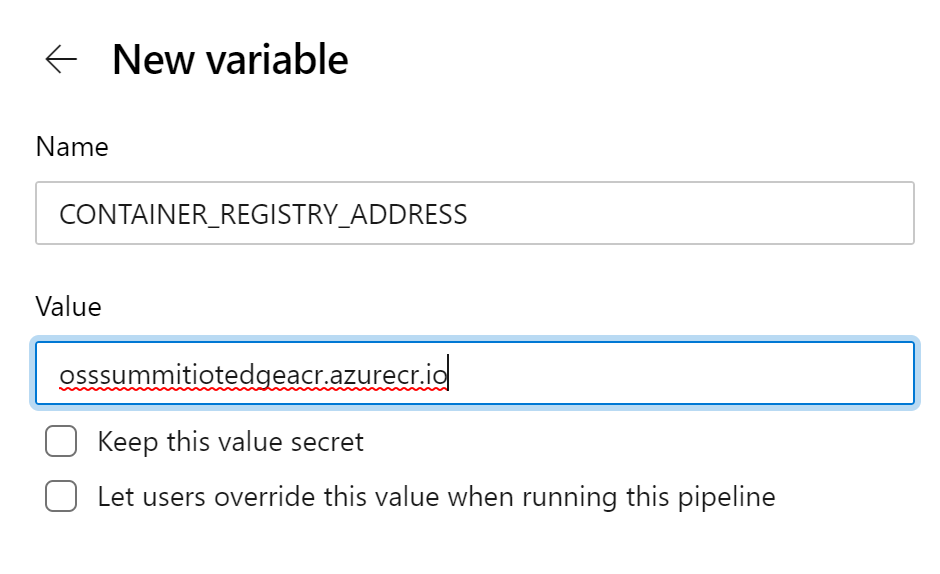 New variable
Name
CONTAINER_REGISTRY_ADDRESS
Value
osssummitiotedgeacr.azurecr.io
Keep this value secret
Let users override this value when running this pipeline